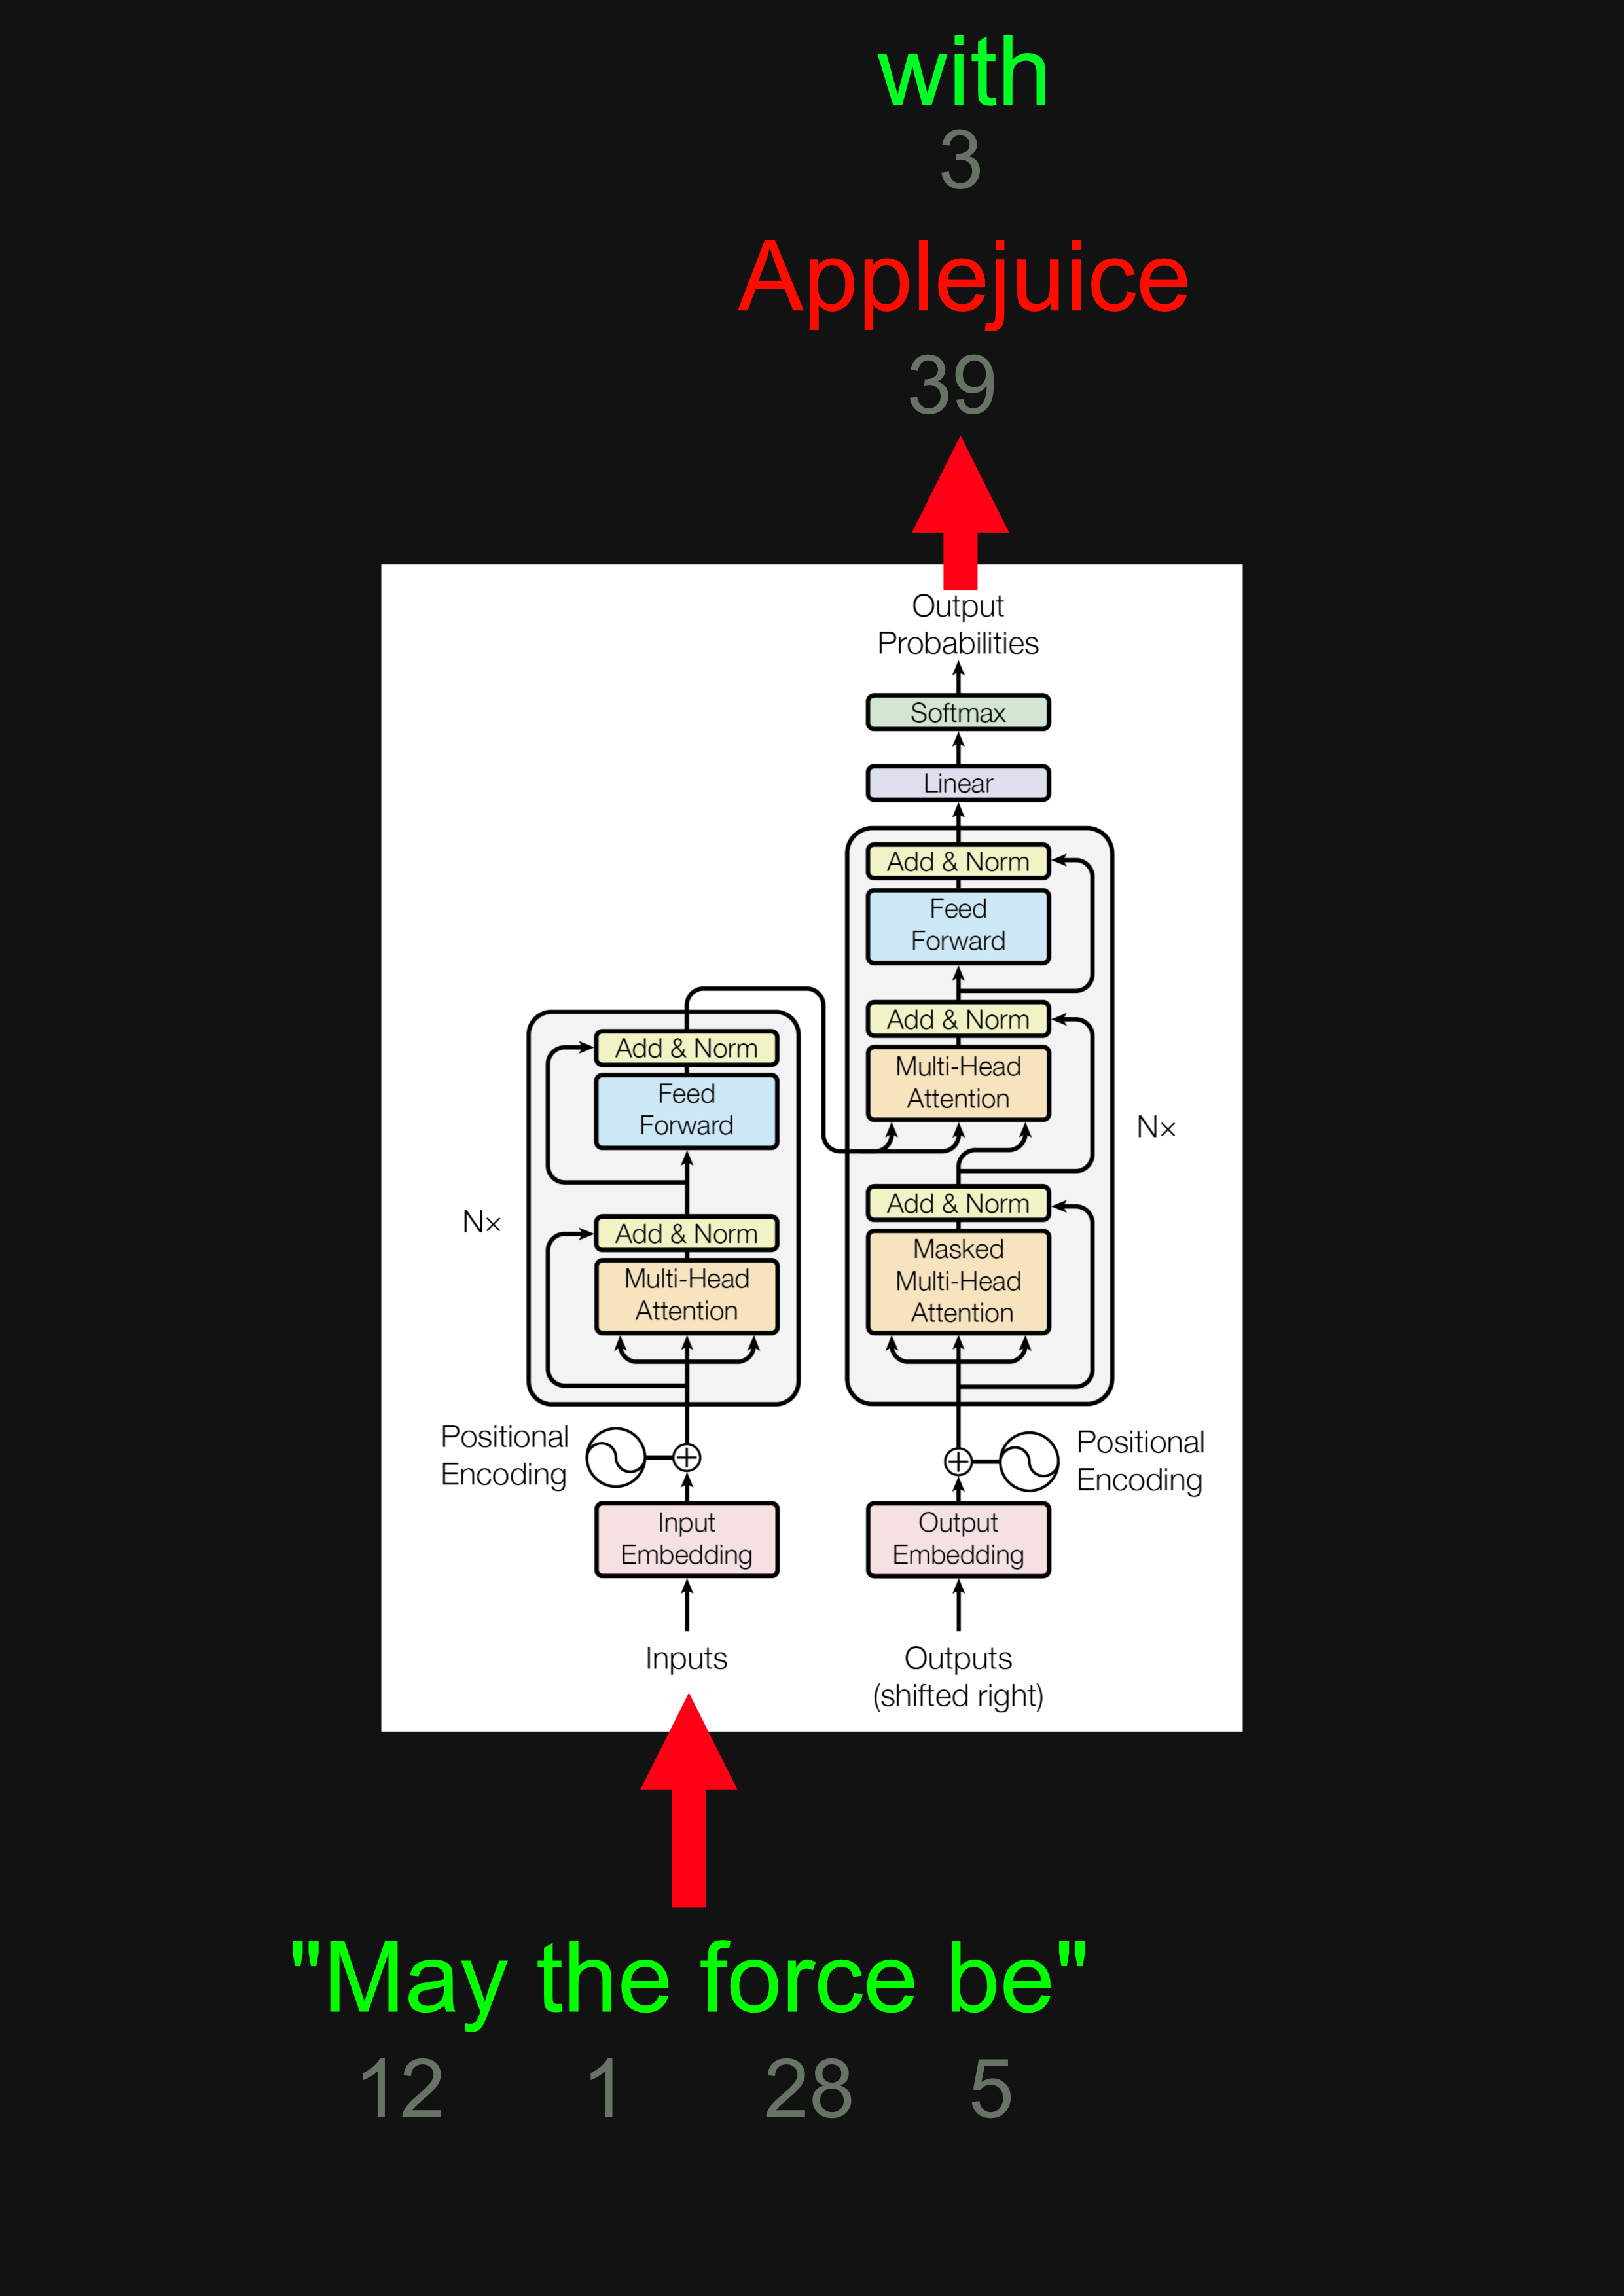 with
3
Applejuice
39
Output
Probabilities
Softmax
Linear
Add & Norm
Feed
Forward
Add & Norm
Multi-Head
Attention
Nx
Add & Norm
Masked
Multi-Head
Attention
Add & Norm
Feed
Forward
Nx
Add & Norm
Multi-Head
Attention
Positional
Encoding
Positional
Encoding
Input
Embedding
Output
Embedding
Inputs
Outputs
(shifted right)
"May the force be"
12 1 28 5